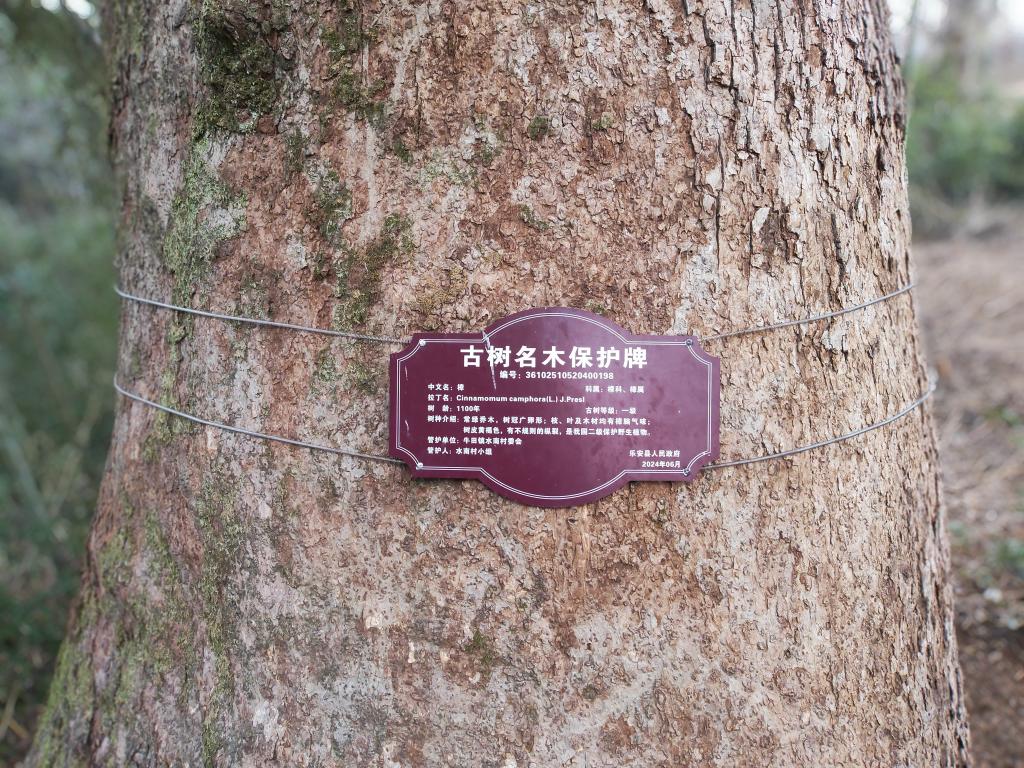 古树名木保护牌
编号：36102510520400198
中文名：樟 科属：樟科、樟属
拉丁名：Cinnamomum camphora(L.) J.Presl
树 龄：1100年 古树等级：一级
树种介绍：常绿乔木，树冠广卵形；枝、叶及木材均有樟脑气味；
树皮黄褐色，有不规则的纵裂，是我国二级保护野生植物。
管护单位：牛田镇水南村委会
管护人：水南村小组 乐安县人民政府
2024年06月